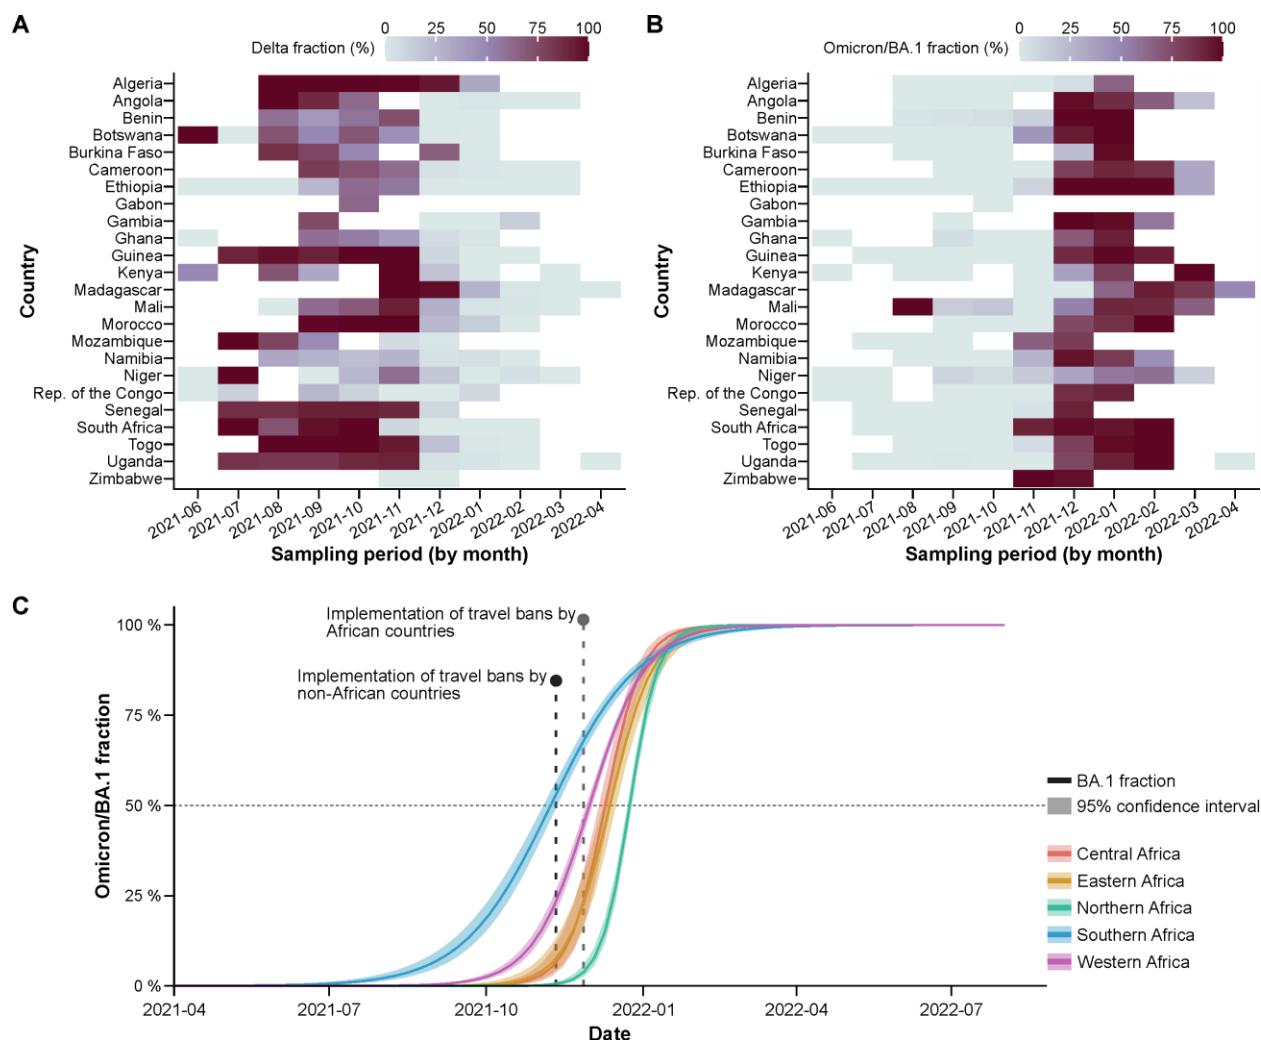 A
Delta fraction (%)
0 25 50 75 100
Algeria
Angola
Benin
Botswana
Burkina Faso
Cameroon
Ethiopia
Gabon
Gambia
Ghana
Guinea
Kenya
Madagascar
Mali
Morocco
Mozambique
Namibia
Niger
Rep. of the Congo
Senegal
South Africa
Togo
Uganda
Zimbabwe
Country
2021-06 2021-07 2021-08 2021-09 2021-10 2021-11 2021-12 2022-01 2022-02 2022-03 2022-04
Sampling period (by month)
B
Omicron/BA.1 fraction (%)
0 25 50 75 100
Algeria
Angola
Benin
Botswana
Burkina Faso
Cameroon
Ethiopia
Gabon
Gambia
Ghana
Guinea
Kenya
Madagascar
Mali
Morocco
Mozambique
Namibia
Niger
Rep. of the Congo
Senegal
South Africa
Togo
Uganda
Zimbabwe
Country
2021-06 2021-07 2021-08 2021-09 2021-10 2021-11 2021-12 2022-01 2022-02 2022-03 2022-04
Sampling period (by month)
C
Implementation of travel bans by
African countries
Implementation of travel bans by
non-African countries
100 %
75 %
50 %
25 %
0 %
Omicron/BA.1 fraction
2021-04 2021-07 2021-10 2022-01 2022-04 2022-07
Date
BA.1 fraction
95% confidence interval
Central Africa
Eastern Africa
Northern Africa
Southern Africa
Western Africa